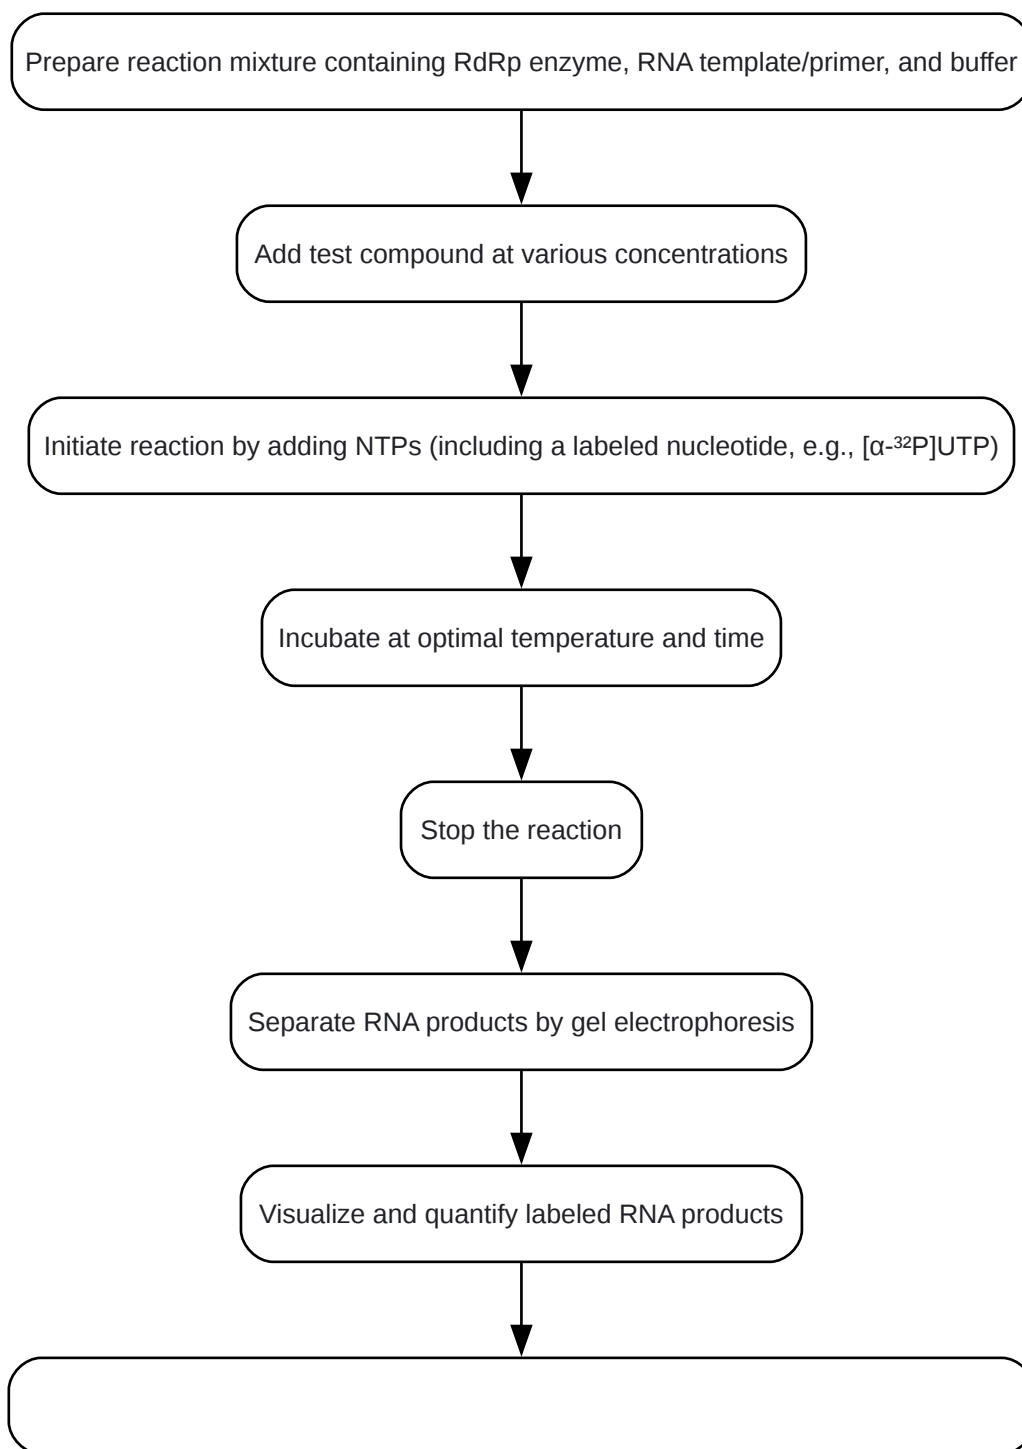 Prepare reaction mixture containing RdRp enzyme, RNA template/primer, and buffer
Add test compound at various concentrations
Initiate reaction by adding NTPs (including a labeled nucleotide, e.g., [α-³²P]UTP)
Incubate at optimal temperature and time
Stop the reaction
Separate RNA products by gel electrophoresis
Visualize and quantify labeled RNA products